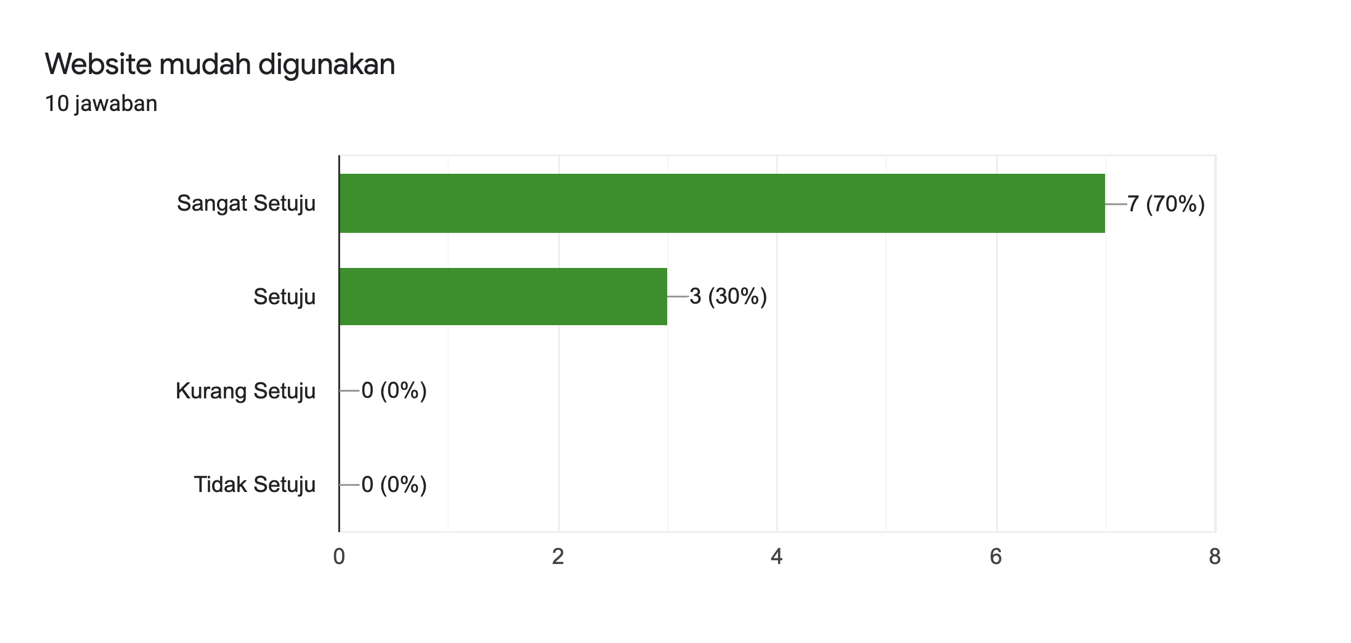 Website mudah digunakan
10 jawaban
Sangat Setuju 7 (70%)
Setuju 3 (30%)
Kurang Setuju 0 (0%)
Tidak Setuju 0 (0%)
0 2 4 6 8